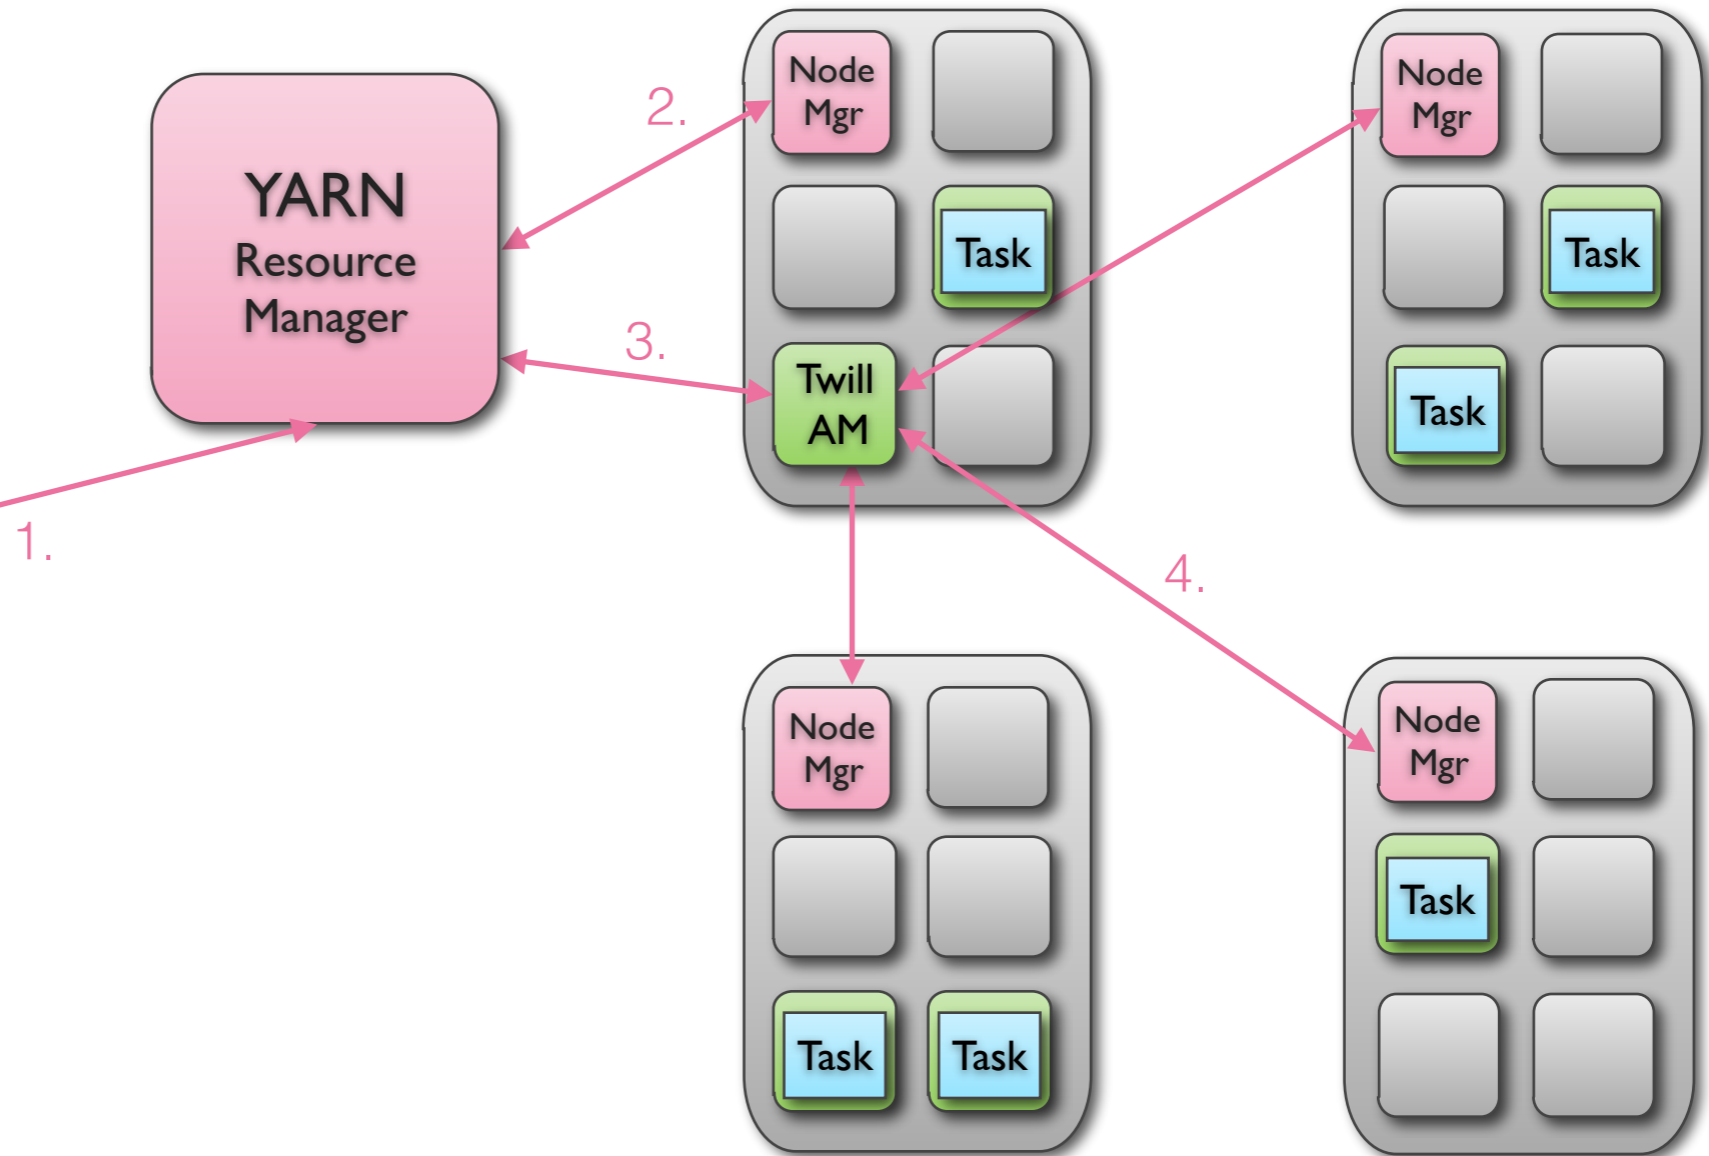 YARN
Resource
Manager
1.
2.
3.
4.
Node
Mgr
Task
Twill
AM
Node
Mgr
Task
Task
Node
Mgr
Task
Task
Node
Mgr
Task